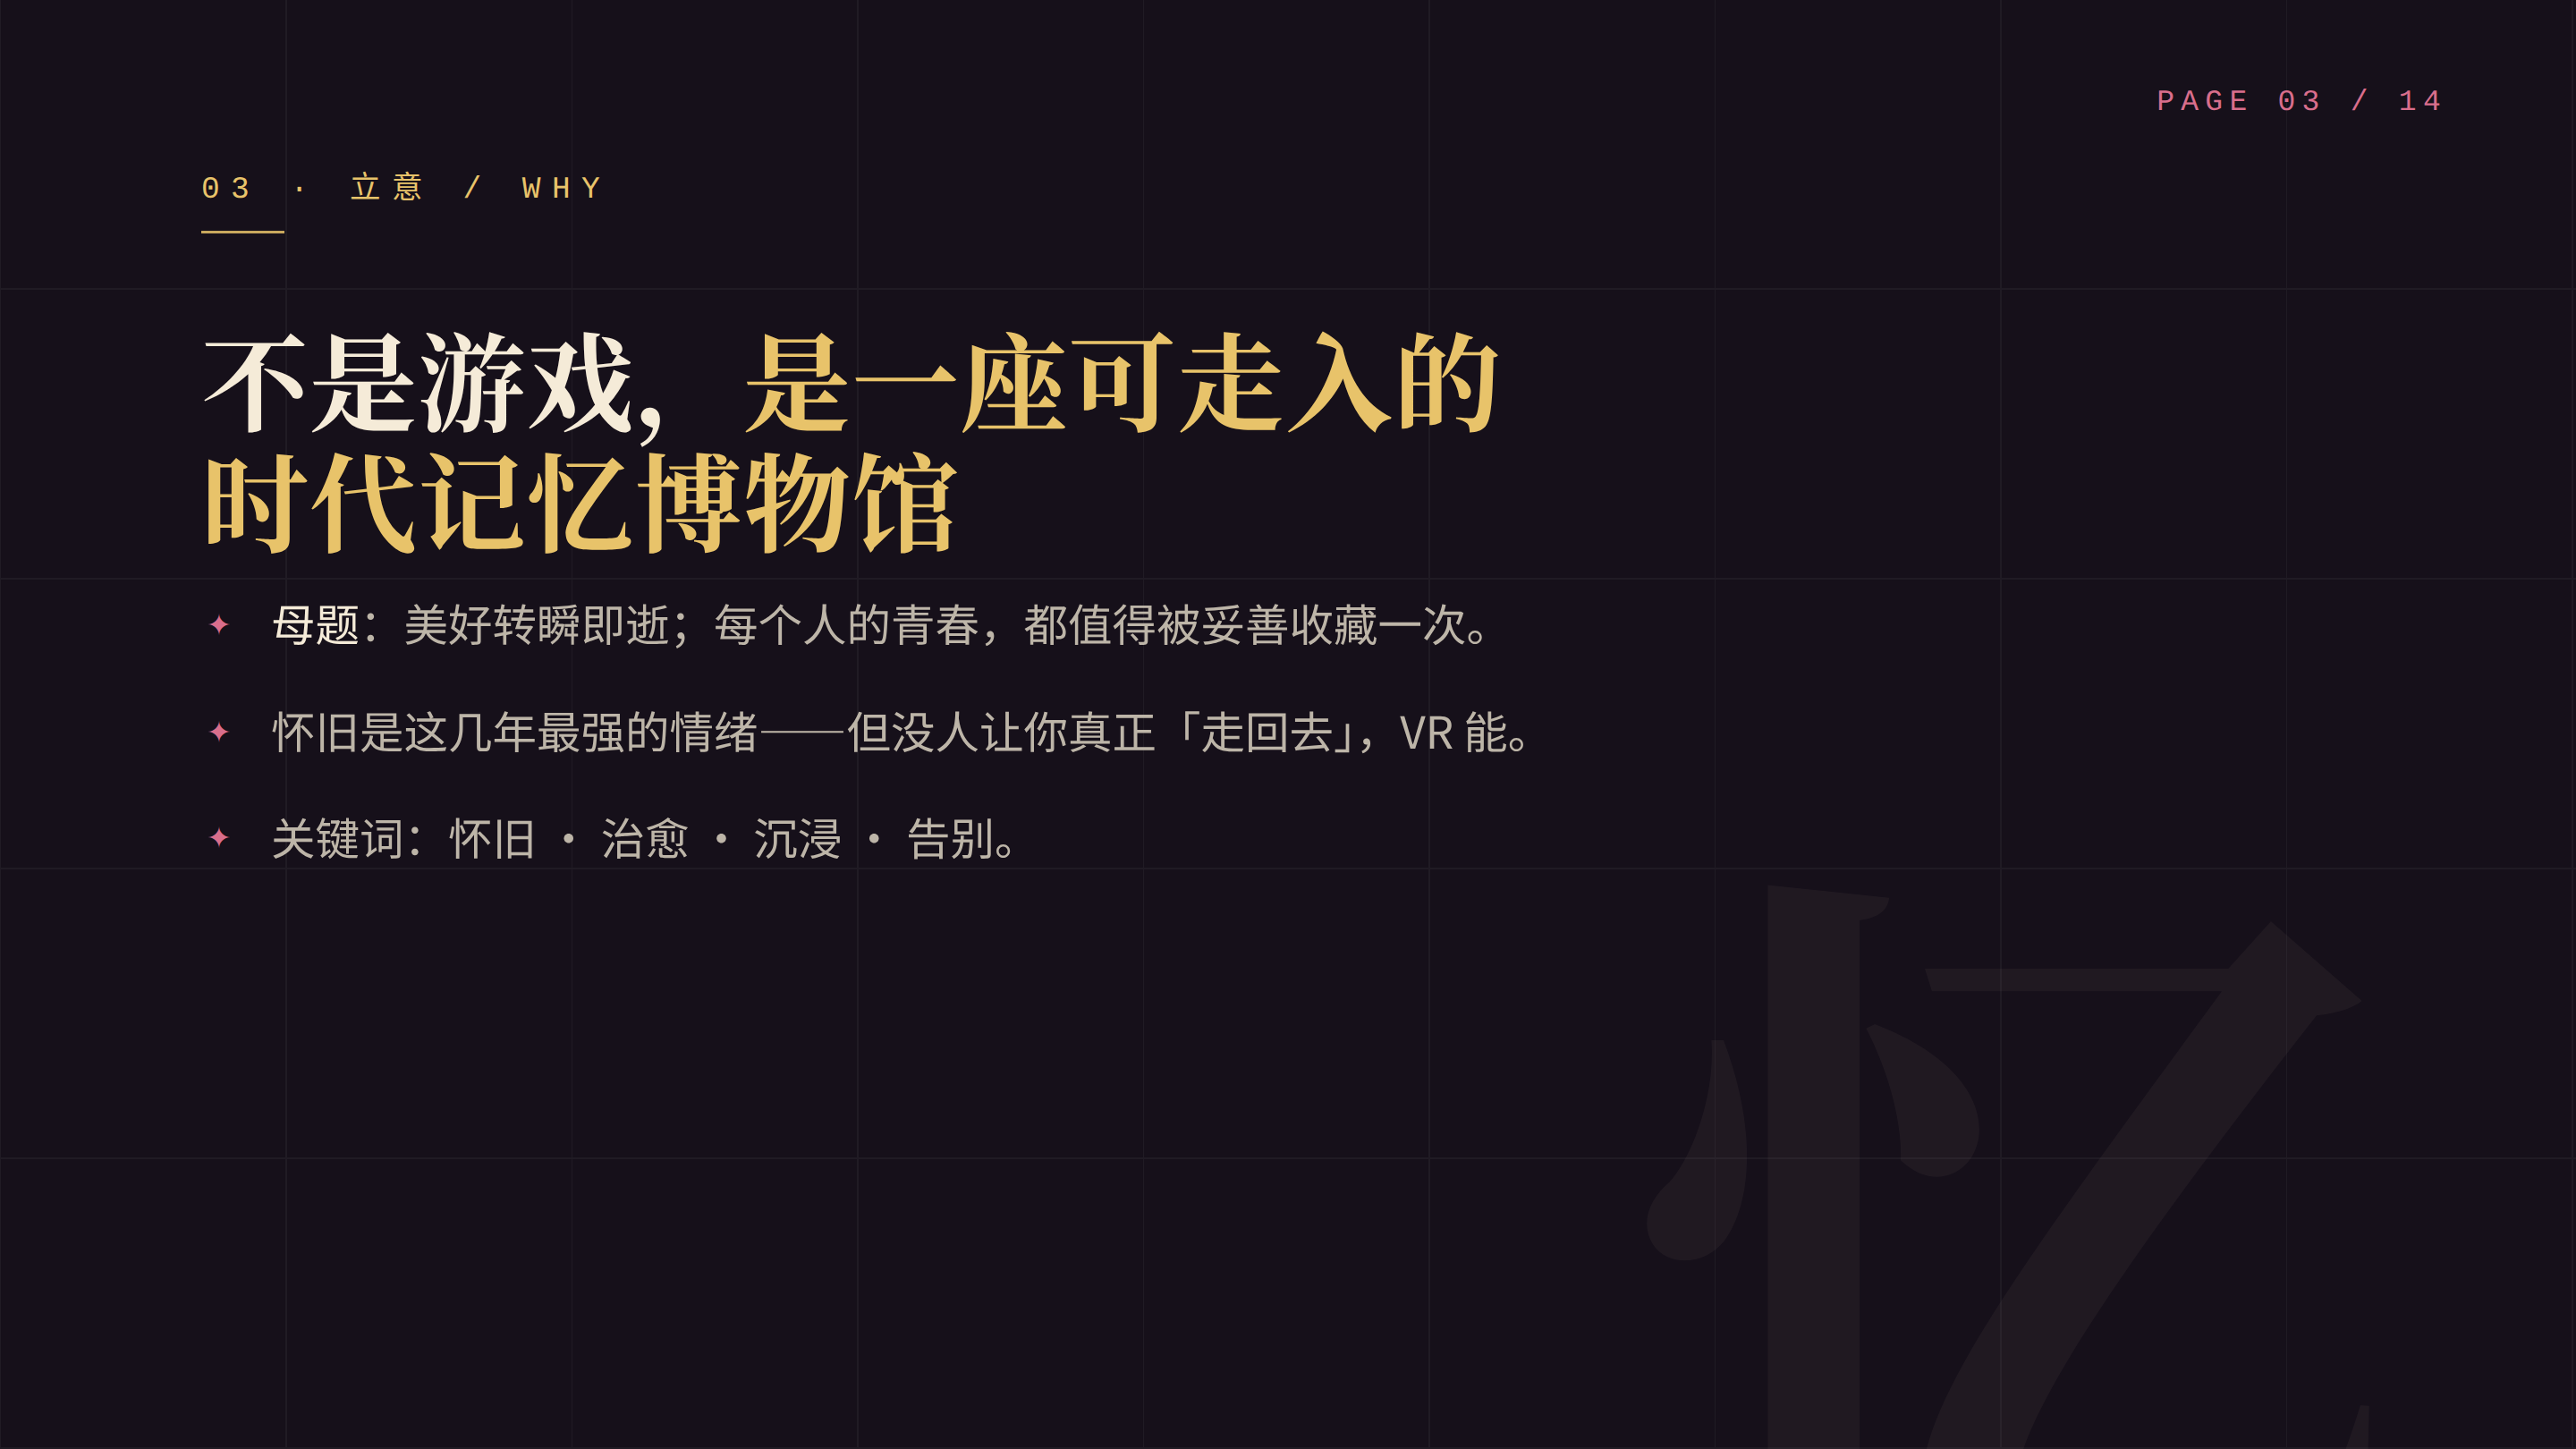 PAGE 03 / 14
03 · 立意 / WHY
不是游戏，是一座可走入的
时代记忆博物馆
✦ 母题：美好转瞬即逝；每个人的青春，都值得被妥善收藏一次。
✦ 怀旧是这几年最强的情绪——但没人让你真正「走回去」，VR 能。
✦ 关键词：怀旧 · 治愈 · 沉浸 · 告别。
忆